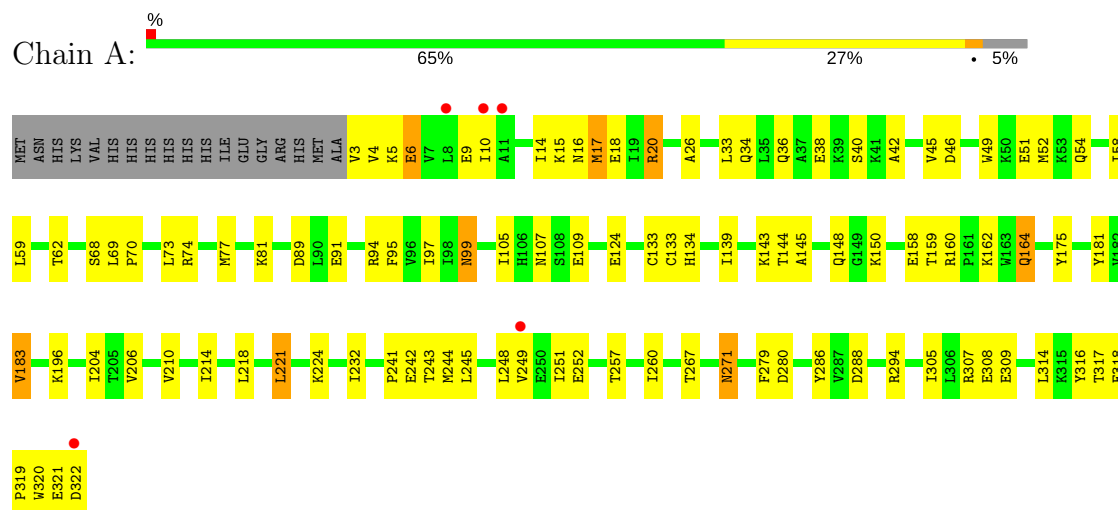 %
Chain A:
65% 27% • 5%
MET ASN HIS LYS VAL HIS HIS HIS HIS HIS HIS ILE GLU GLY ARG HIS MET ALA V3 V4 K5 E6 V7 L8 E9 I10 A11 I14 K15 N16 M17 E18 I19 R20 A26 L33 Q34 L35 Q36 A37 E38 K39 S40 K41 A42 V45 D46 W49 K50 E51 M52 K53 Q54 I58
L59 T62 S68 L69 P70 L73 R74 M77 K81 D89 L90 E91 R94 F95 V96 I97 I98 N99 I105 H106 N107 S108 E109 E124 C133 C133 H134 I139 K143 T144 A145 Q148 G149 K150 E158 T159 R160 P161 K162 W163 Q164 Y175 Y181
V183 K196 I204 T205 V206 V210 I214 L218 L221 K224 I232 P241 E242 T243 M244 L245 L248 V249 E250 I251 E252 T257 I260 T267 N271 F279 D280 Y286 V287 D288 R294 I305 L306 R307 E308 E309 L314 K315 Y316 T317
P319 W320 E321 D322